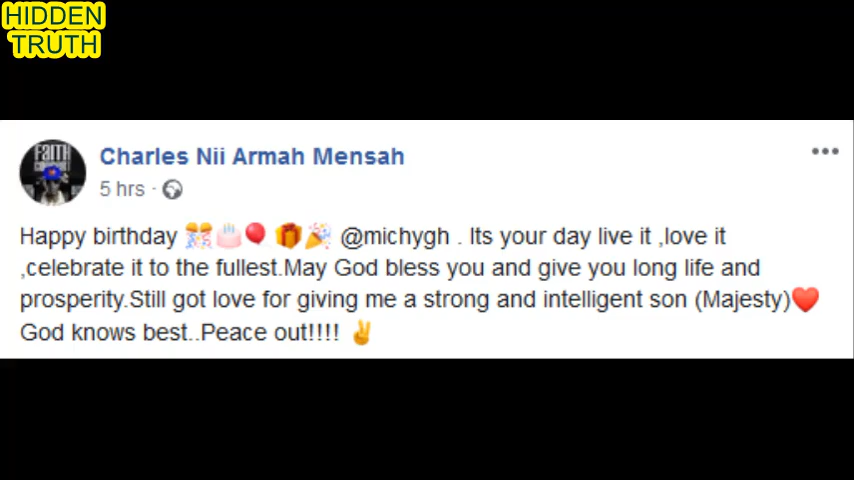 HIDDEN
TRUTH
FAITH
Charles Nii Armah Mensah
5 hrs ·
Happy birthday 🎊🎂🎈 🎁🎉 @michygh . Its your day live it ,love it
,celebrate it to the fullest.May God bless you and give you long life and
prosperity.Still got love for giving me a strong and intelligent son (Majesty)❤️
God knows best..Peace out!!!! ✌️